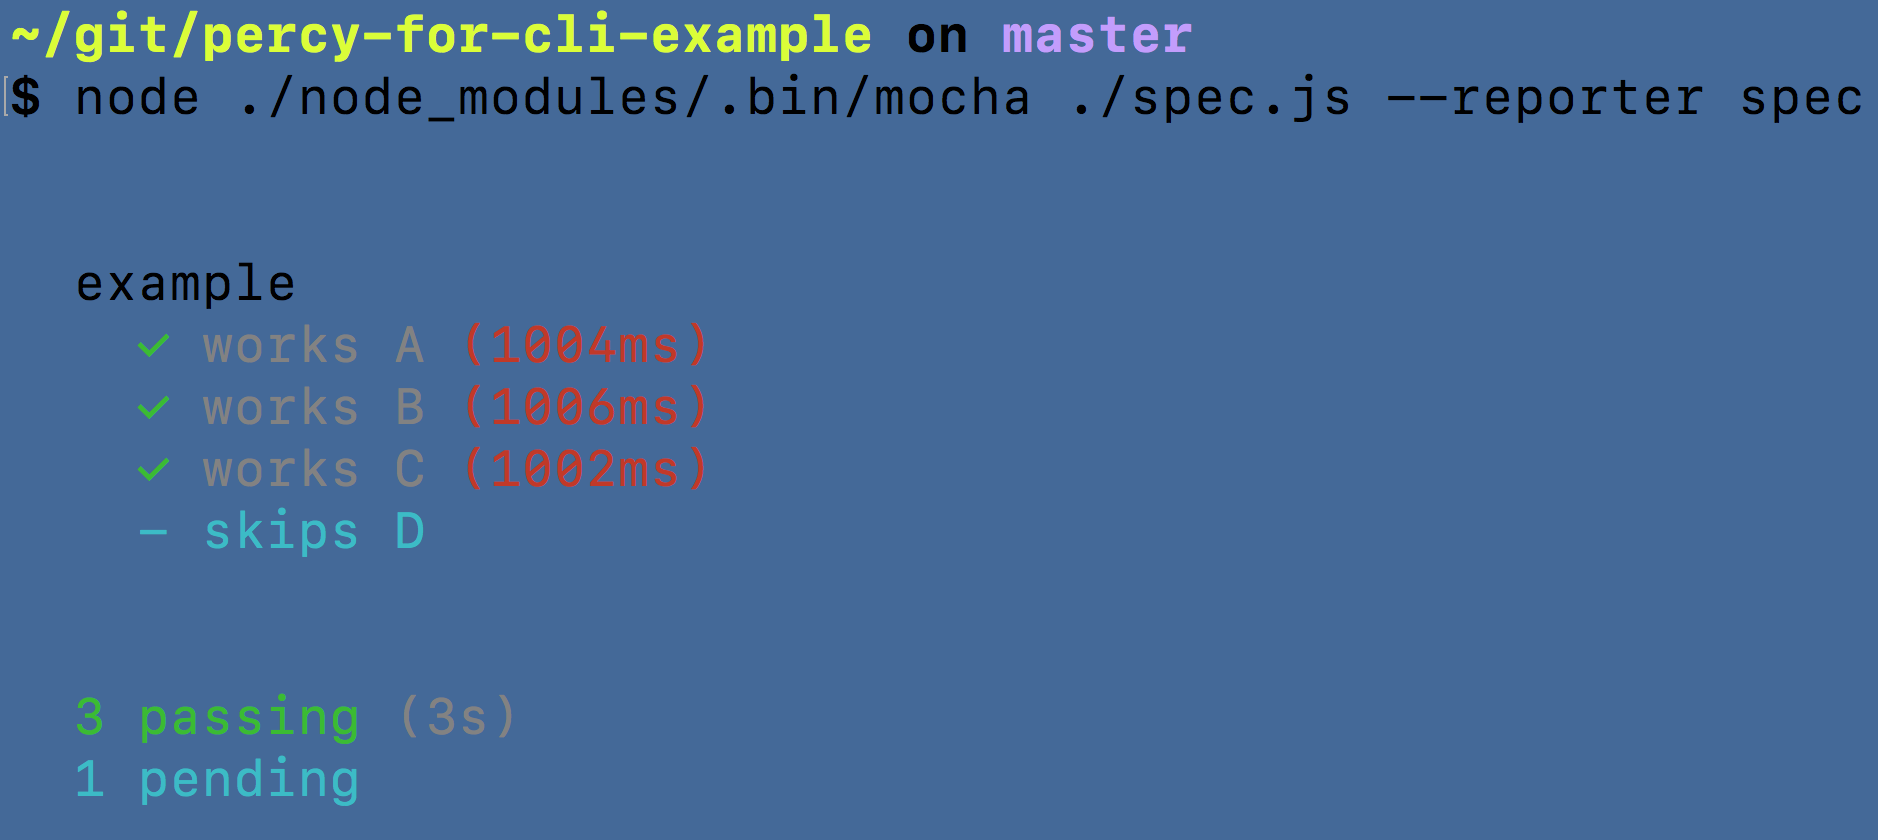 ~/git/percy-for-cli-example on master
$ node ./node_modules/.bin/mocha ./spec.js --reporter spec
example
✓ works A (1004ms)
✓ works B (1006ms)
✓ works C (1002ms)
- skips D
3 passing (3s)
1 pending